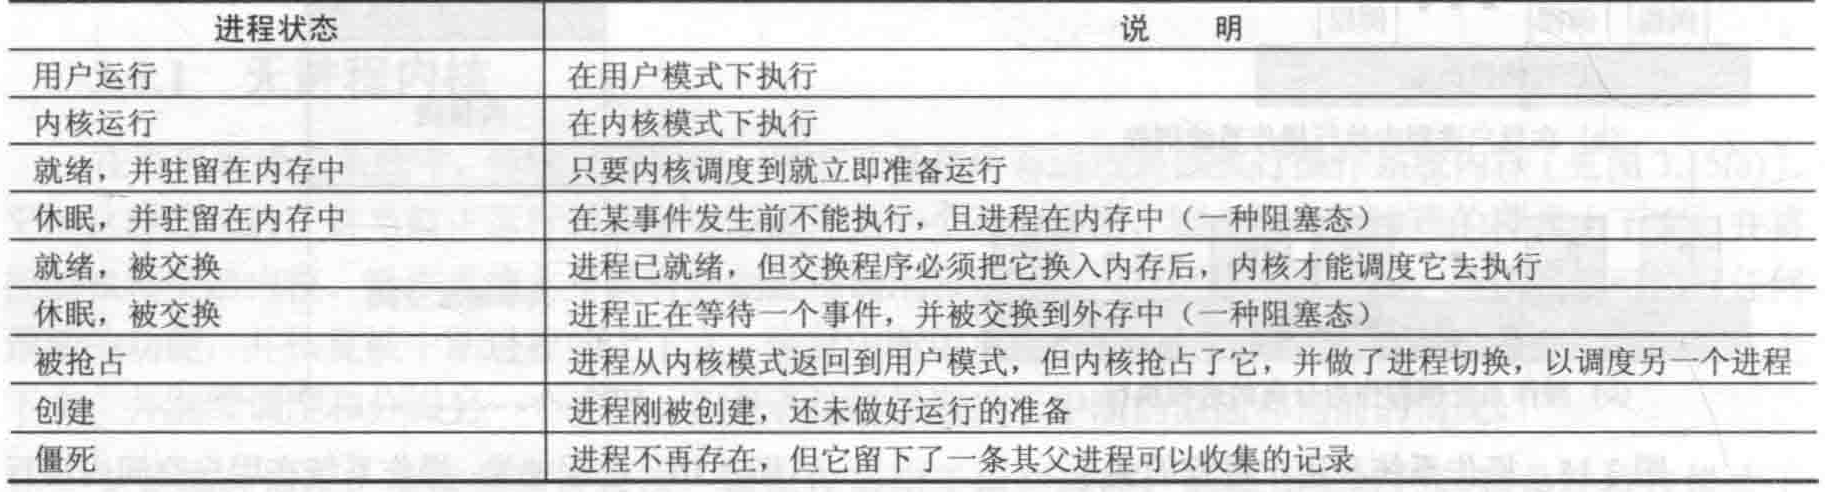 进程状态 说 明
用户运行 在用户模式下执行
内核运行 在内核模式下执行
就绪，并驻留在内存中 只要内核调度到就立即准备运行
休眠，并驻留在内存中 在某事件发生前不能执行，且进程在内存中（一种阻塞态）
就绪，被交换 进程已就绪，但交换程序必须把它换入内存后，内核才能调度它去执行
休眠，被交换 进程正在等待一个事件，并被交换到外存中（一种阻塞态）
被抢占 进程从内核模式返回到用户模式，但内核抢占了它，并做了进程切换，以调度另一个进程
创建 进程刚被创建，还未做好运行的准备
僵死 进程不再存在，但它留下了一条其父进程可以收集的记录